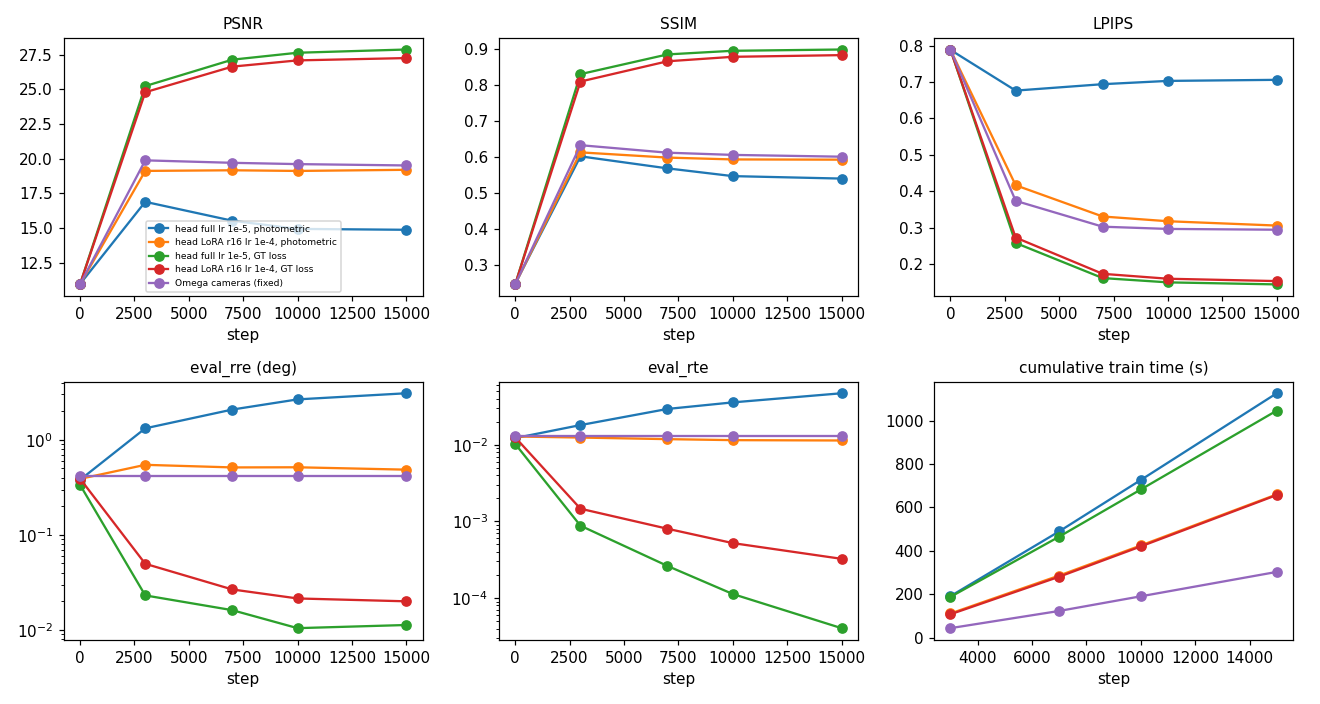 PSNR
27.5
25.0
22.5
20.0
17.5
15.0
12.5
0 2500 5000 7500 10000 12500 15000
step
head full lr 1e-5, photometric
head LoRA r16 lr 1e-4, photometric
head full lr 1e-5, GT loss
head LoRA r16 lr 1e-4, GT loss
Omega cameras (fixed)
SSIM
0.9
0.8
0.7
0.6
0.5
0.4
0.3
0 2500 5000 7500 10000 12500 15000
step
LPIPS
0.8
0.7
0.6
0.5
0.4
0.3
0.2
0 2500 5000 7500 10000 12500 15000
step
eval_rre (deg)
10⁰
10⁻¹
10⁻²
0 2500 5000 7500 10000 12500 15000
step
eval_rte
10⁻²
10⁻³
10⁻⁴
0 2500 5000 7500 10000 12500 15000
step
cumulative train time (s)
1000
800
600
400
200
0
4000 6000 8000 10000 12000 14000
step